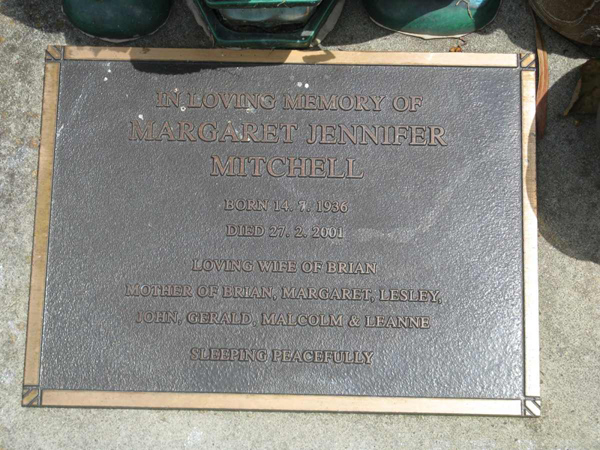 IN LOVING MEMORY OF
MARGARET JENNIFER
MITCHELL
BORN 14. 7. 1936
DIED 27. 2. 2001
LOVING WIFE OF BRIAN
MOTHER OF BRIAN, MARGARET, LESLEY,
JOHN, GERALD, MALCOLM & LEANNE
SLEEPING PEACEFULLY